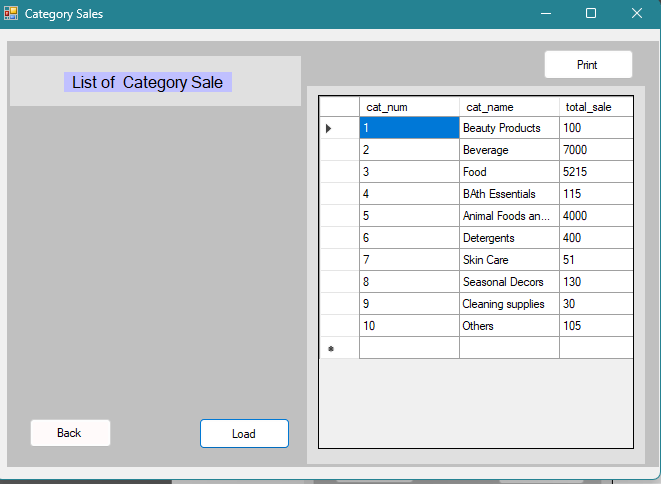 Category Sales
Print
List of  Category Sale
cat_num cat_name total_sale
1 Beauty Products 100
2 Beverage 7000
3 Food 5215
4 BAth Essentials 115
5 Animal Foods an... 4000
6 Detergents 400
7 Skin Care 51
8 Seasonal Decors 130
9 Cleaning supplies 30
10 Others 105
Back
Load